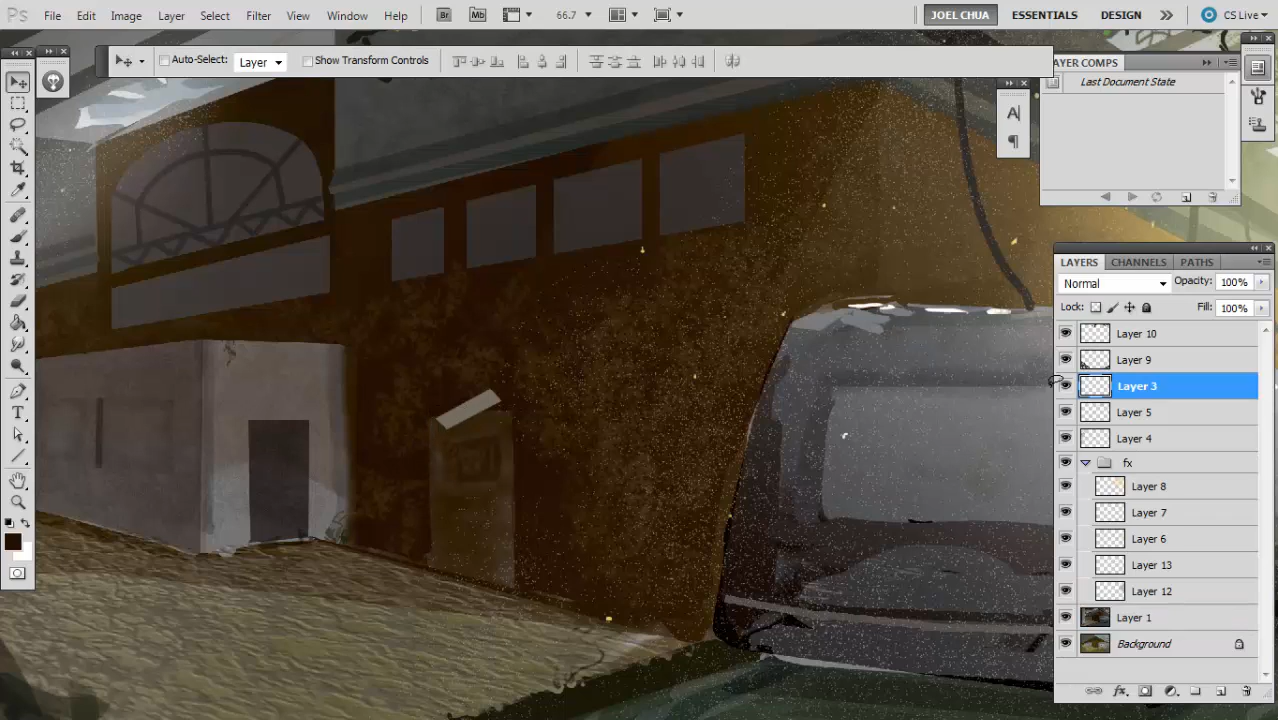 Ps File Edit Image Layer Select Filter View Window Help Br Mb 66.7 JOEL CHUA ESSENTIALS DESIGN CS Live
Auto-Select: Layer Show Transform Controls
AYER COMPS
Last Document State
A
T
LAYERS CHANNELS PATHS
Normal Opacity: 100%
Lock: Fill: 100%
Layer 10
Layer 9
Layer 3
Layer 5
Layer 4
fx
Layer 8
Layer 7
Layer 6
Layer 13
Layer 12
Layer 1
Background
fx